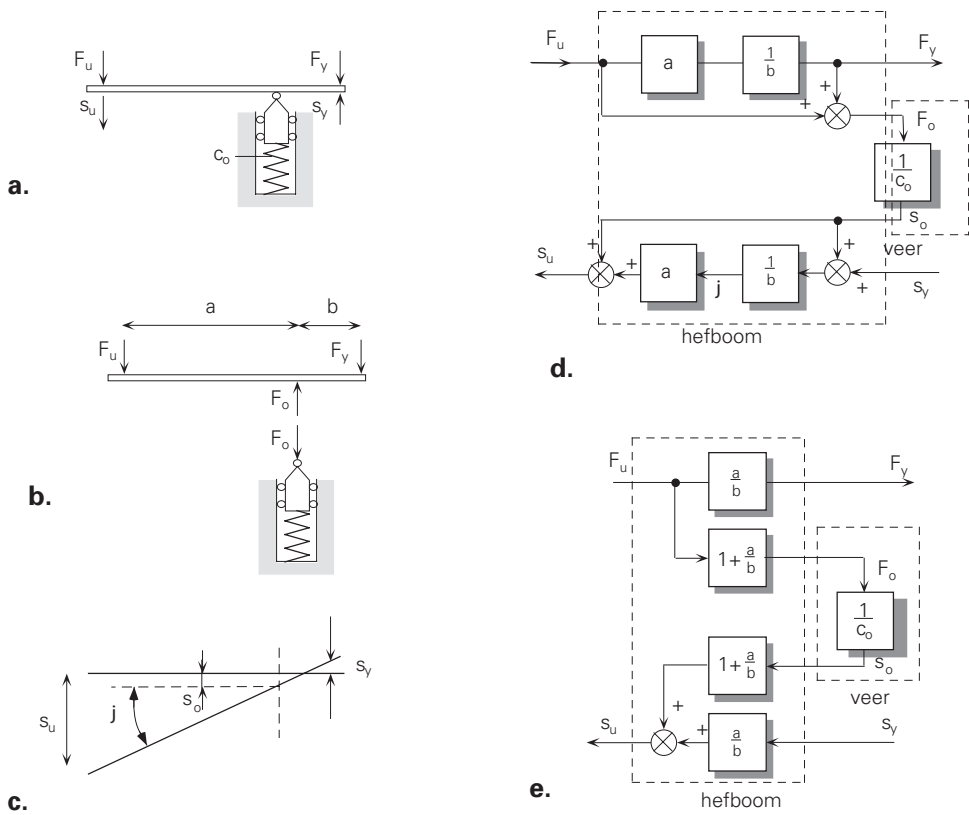 F_u
F_y
s_u
s_y
c_o
a.
a
b
F_u
F_y
F_o
F_o
b.
s_y
s_o
j
s_u
c.
F_u
a
1/b
F_y
+
+
F_o
1/c_o
s_o
veer
s_u
+
+
a
j
1/b
+
+
s_y
hefboom
d.
F_u
a/b
F_y
1 + a/b
F_o
1/c_o
s_o
veer
1 + a/b
+
s_u
+
a/b
s_y
hefboom
e.